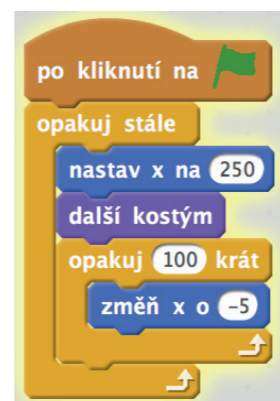 po kliknutí na
opakuj stále
nastav x na 250
další kostým
opakuj 100 krát
změň x o -5